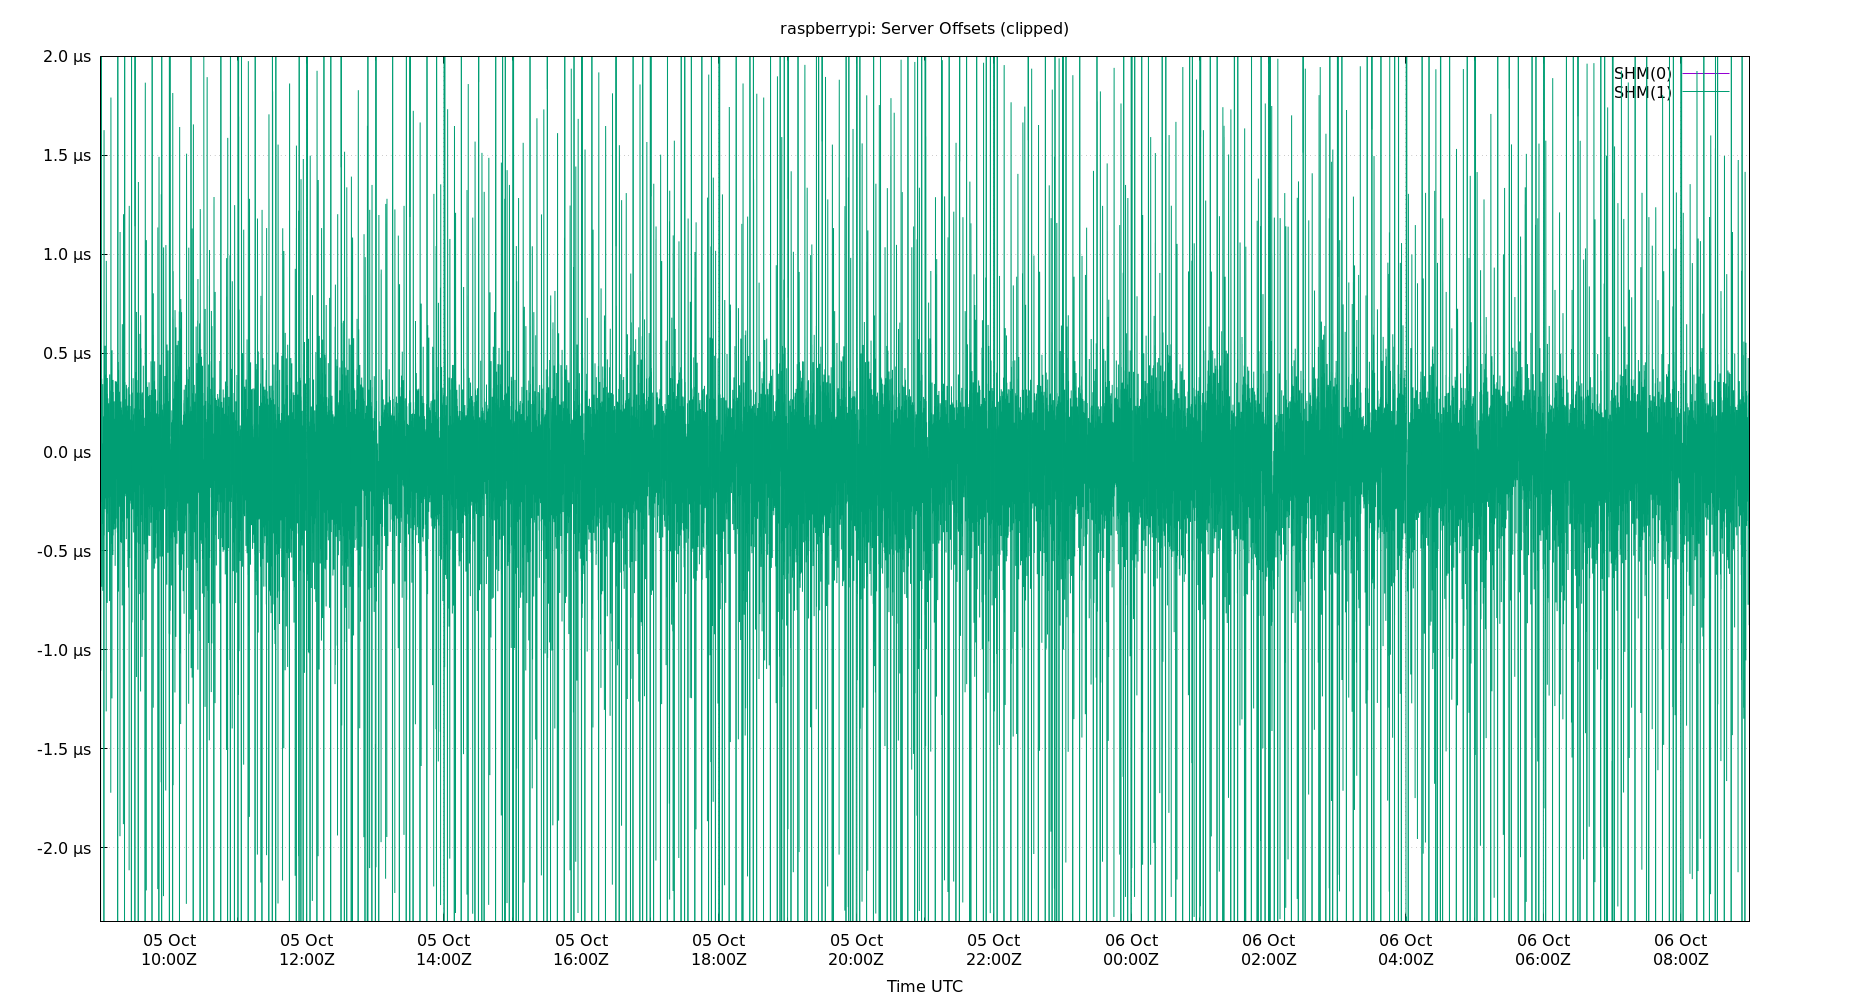 raspberrypi: Server Offsets (clipped)
2.0 µs
1.5 µs
1.0 µs
0.5 µs
0.0 µs
-0.5 µs
-1.0 µs
-1.5 µs
-2.0 µs
SHM(0)
SHM(1)
05 Oct 05 Oct 05 Oct 05 Oct 05 Oct 05 Oct 05 Oct 06 Oct 06 Oct 06 Oct 06 Oct 06 Oct
10:00Z 12:00Z 14:00Z 16:00Z 18:00Z 20:00Z 22:00Z 00:00Z 02:00Z 04:00Z 06:00Z 08:00Z
Time UTC